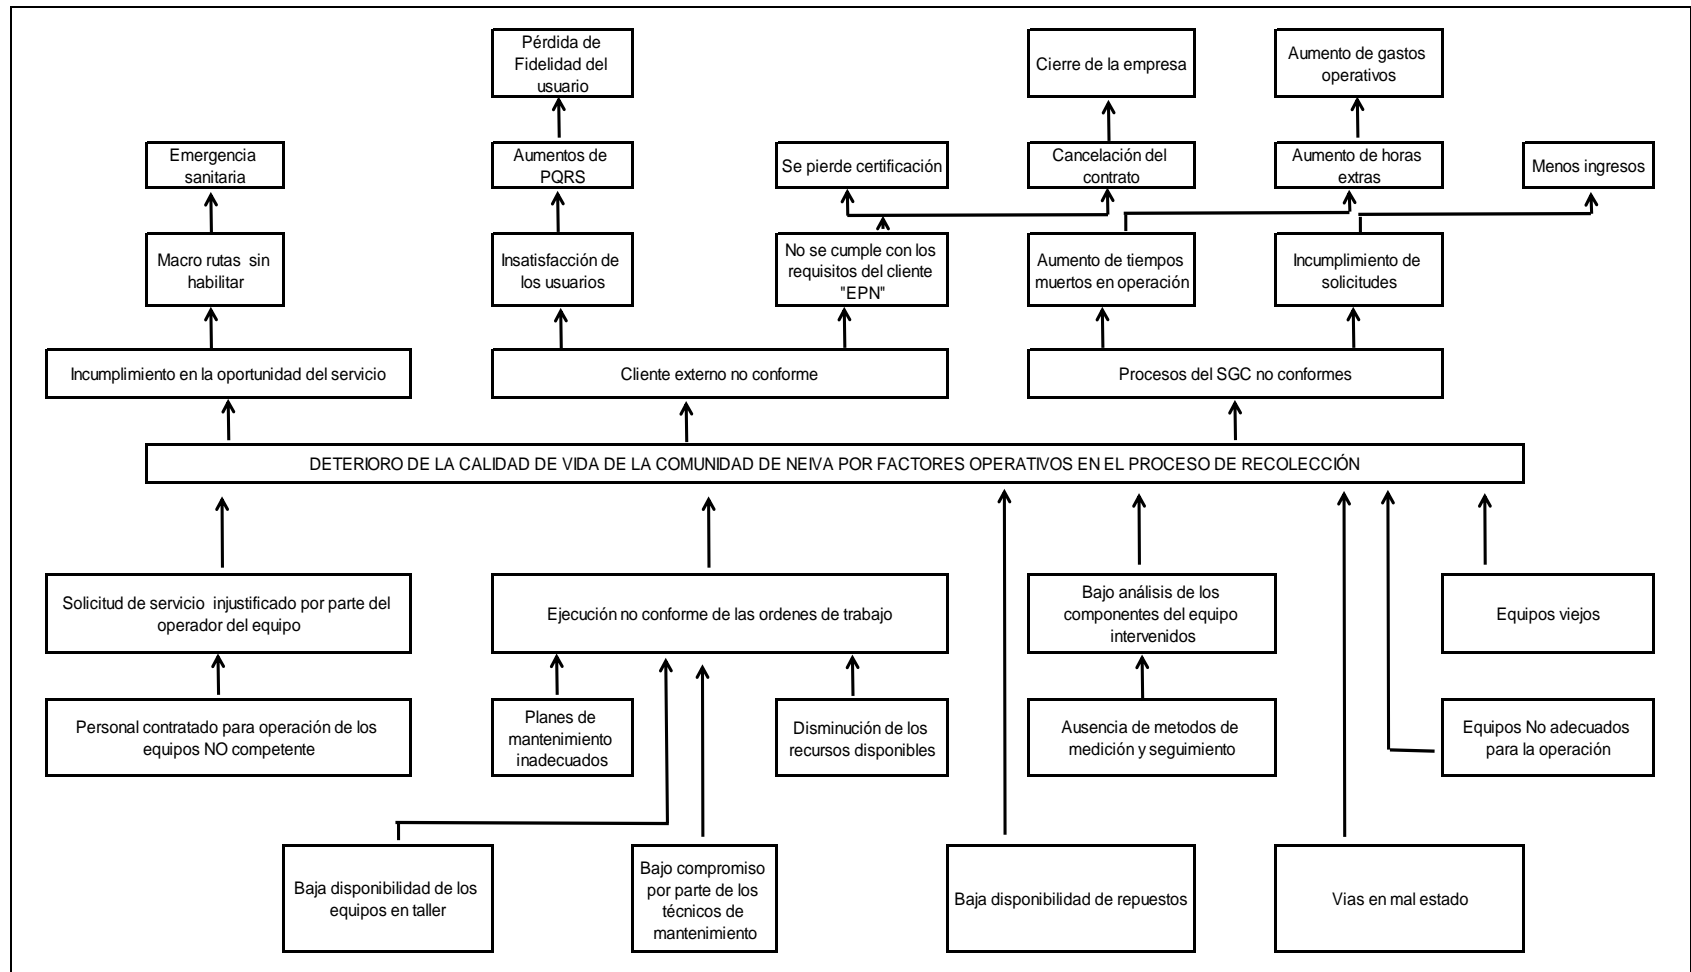 Pérdida de
Fidelidad del
usuario
Cierre de la empresa
Aumento de gastos
operativos
Emergencia
sanitaria
Aumentos de
PQRS
Se pierde certificación
Cancelación del
contrato
Aumento de horas
extras
Menos ingresos
Macro rutas sin
habilitar
Insatisfacción de
los usuarios
No se cumple con los
requisitos del cliente
"EPN"
Aumento de tiempos
muertos en operación
Incumplimiento de
solicitudes
Incumplimiento en la oportunidad del servicio
Cliente externo no conforme
Procesos del SGC no conformes
DETERIORO DE LA CALIDAD DE VIDA DE LA COMUNIDAD DE NEIVA POR FACTORES OPERATIVOS EN EL PROCESO DE RECOLECCIÓN
Solicitud de servicio injustificado por parte del
operador del equipo
Ejecución no conforme de las ordenes de trabajo
Bajo análisis de los
componentes del equipo
intervenidos
Equipos viejos
Personal contratado para operación de los
equipos NO competente
Planes de
mantenimiento
inadecuados
Disminución de los
recursos disponibles
Ausencia de metodos de
medición y seguimiento
Equipos No adecuados
para la operación
Baja disponibilidad de los
equipos en taller
Bajo compromiso
por parte de los
técnicos de
mantenimiento
Baja disponibilidad de repuestos
Vias en mal estado